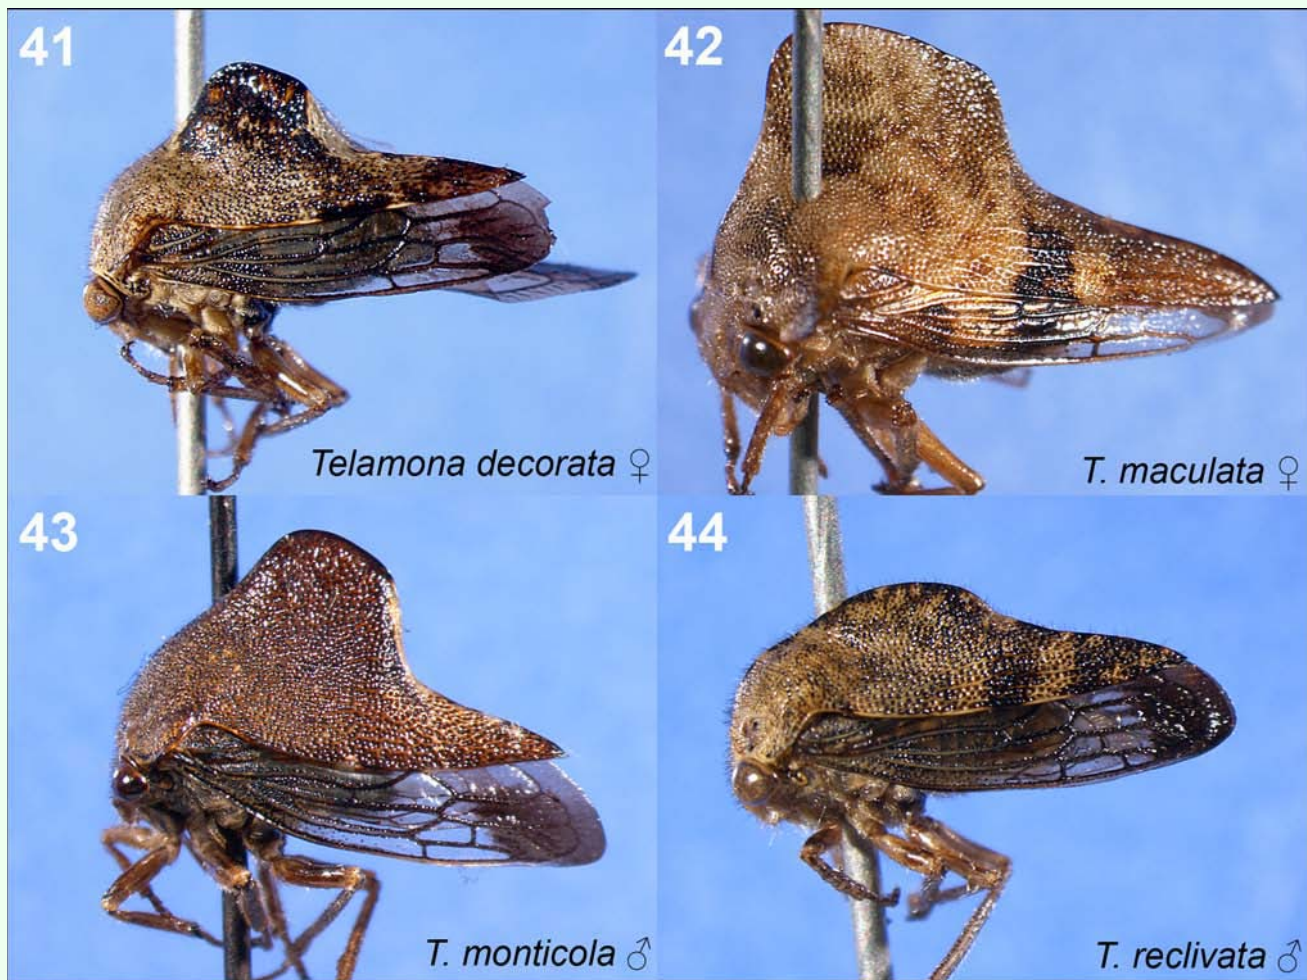 41
Telamona decorata ♀
42
T. maculata ♀
43
T. monticola ♂
44
T. reclivata ♂